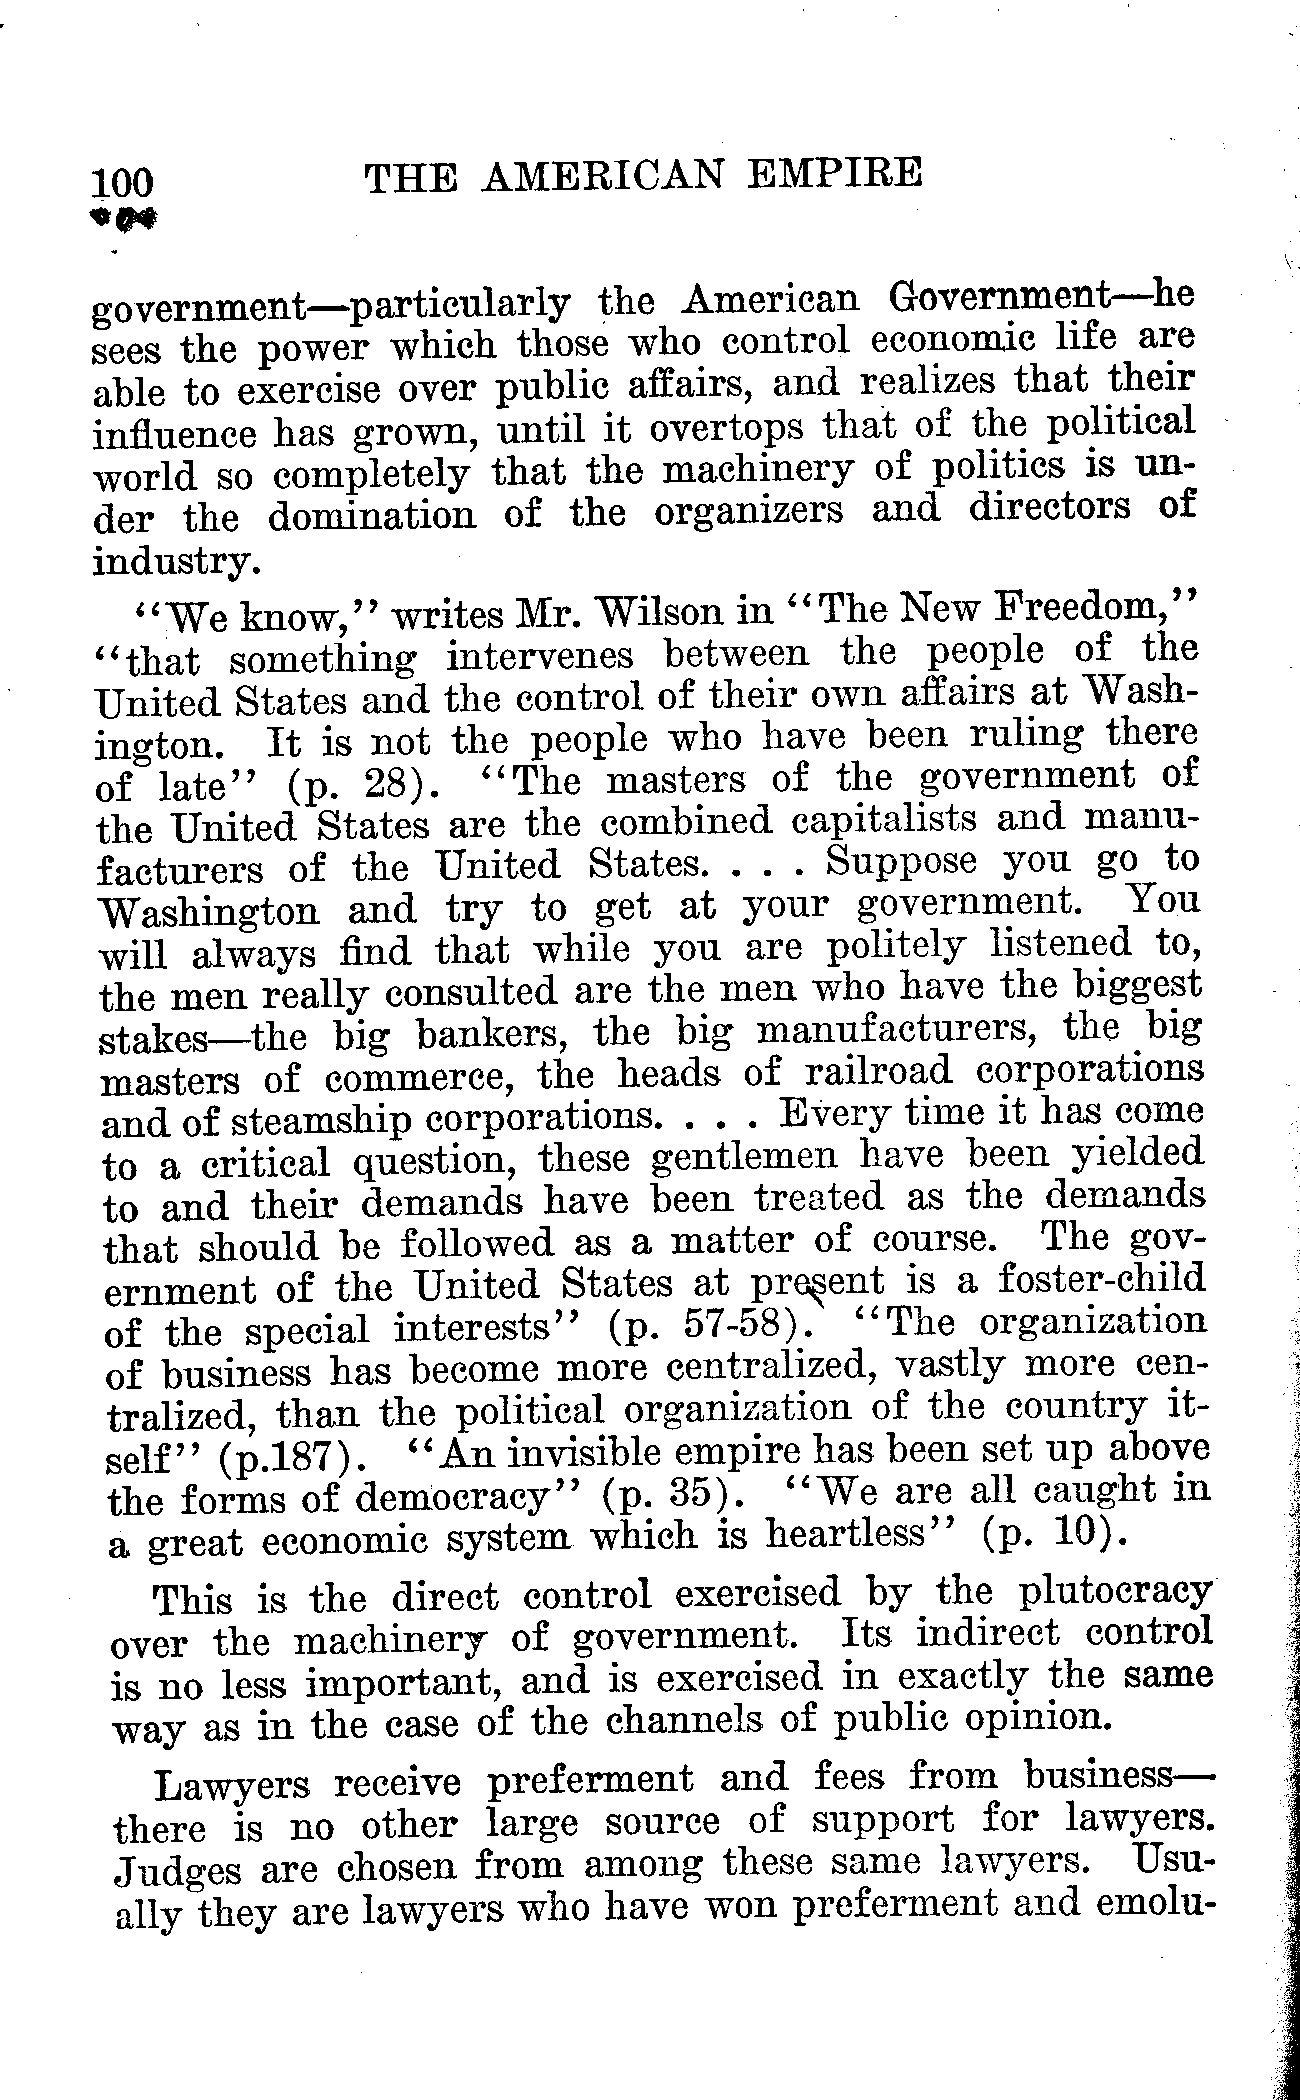 100 THE AMERICAN EMPIRE
government—particularly the American Government—he
sees the power which those who control economic life are
able to exercise over public affairs, and realizes that their
influence has grown, until it overtops that of the political
world so completely that the machinery of politics is un-
der the domination of the organizers and directors of
industry.
"We know," writes Mr. Wilson in "The New Freedom,"
"that something intervenes between the people of the
United States and the control of their own affairs at Wash-
ington. It is not the people who have been ruling there
of late" (p. 28). "The masters of the government of
the United States are the combined capitalists and manu-
facturers of the United States. . . . Suppose you go to
Washington and try to get at your government. You
will always find that while you are politely listened to,
the men really consulted are the men who have the biggest
stakes—the big bankers, the big manufacturers, the big
masters of commerce, the heads of railroad corporations
and of steamship corporations. . . . Every time it has come
to a critical question, these gentlemen have been yielded
to and their demands have been treated as the demands
that should be followed as a matter of course. The gov-
ernment of the United States at present is a foster-child
of the special interests" (p. 57-58). "The organization
of business has become more centralized, vastly more cen-
tralized, than the political organization of the country it-
self" (p.187). "An invisible empire has been set up above
the forms of democracy" (p. 35). "We are all caught in
a great economic system which is heartless" (p. 10).
This is the direct control exercised by the plutocracy
over the machinery of government. Its indirect control
is no less important, and is exercised in exactly the same
way as in the case of the channels of public opinion.
Lawyers receive preferment and fees from business—
there is no other large source of support for lawyers.
Judges are chosen from among these same lawyers. Usu-
ally they are lawyers who have won preferment and emolu-